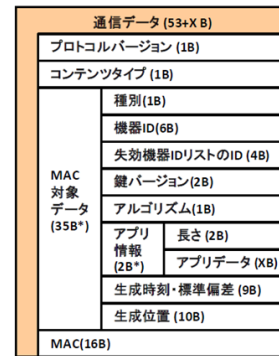 通信データ (53+X B)
プロトコルバージョン (1B)
コンテンツタイプ (1B)
MAC
対象
データ
(35B*)
種別(1B)
機器ID(6B)
失効機器IDリストのID (4B)
鍵バージョン(2B)
アルゴリズム(1B)
アプリ
情報
(2B*)
長さ (2B)
アプリデータ (XB)
生成時刻・標準偏差 (9B)
生成位置 (10B)
MAC(16B)